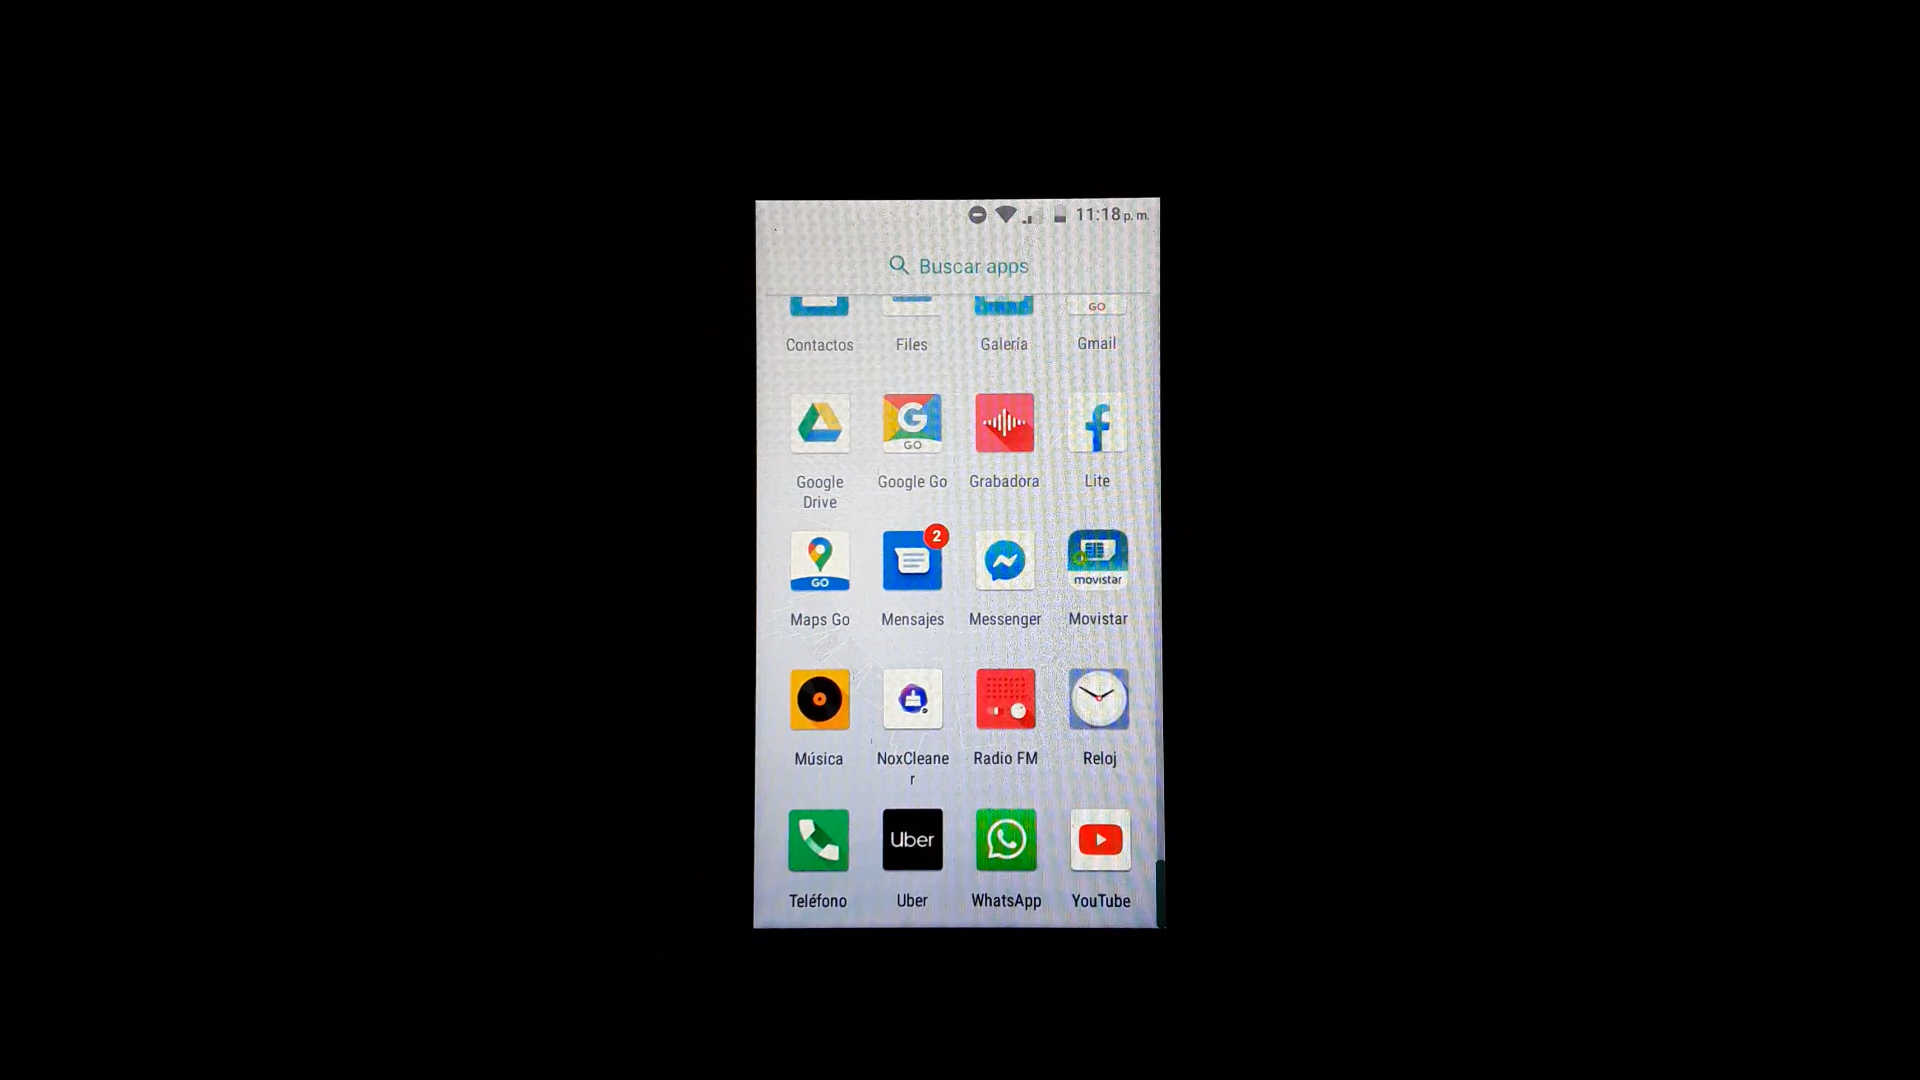 11:18 p. m.
Buscar apps
GO
Contactos Files Galería Gmail
G
GO
f
Google Drive Google Go Grabadora Lite
2
GO
movistar
Maps Go Mensajes Messenger Movistar
Música NoxCleaner Radio FM Reloj
Uber
Teléfono Uber WhatsApp YouTube